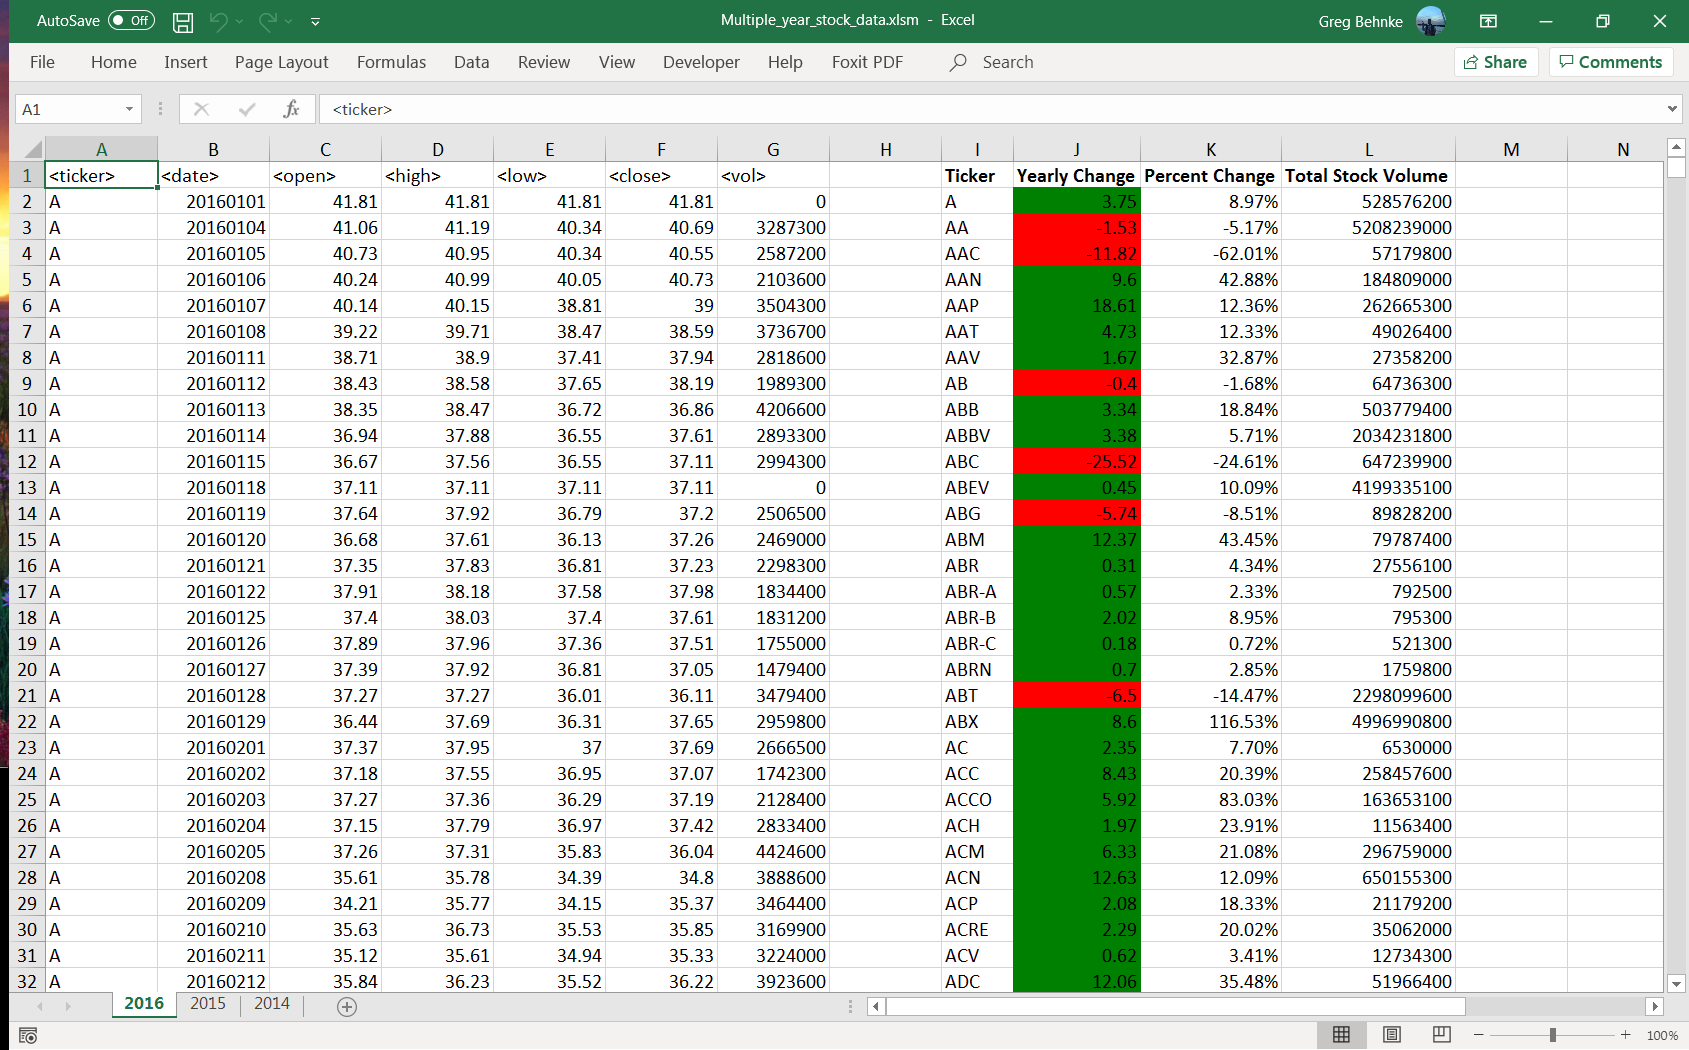 AutoSave Off Multiple_year_stock_data.xlsm - Excel Greg Behnke
File Home Insert Page Layout Formulas Data Review View Developer Help Foxit PDF Search Share Comments
A1 fx <ticker>
A B C D E F G H I J K L M N
1 <ticker> <date> <open> <high> <low> <close> <vol> Ticker Yearly Change Percent Change Total Stock Volume
2 A 20160101 41.81 41.81 41.81 41.81 0 A 3.75 8.97% 528576200
3 A 20160104 41.06 41.19 40.34 40.69 3287300 AA -1.53 -5.17% 5208239000
4 A 20160105 40.73 40.95 40.34 40.55 2587200 AAC -11.82 -62.01% 57179800
5 A 20160106 40.24 40.99 40.05 40.73 2103600 AAN 9.6 42.88% 184809000
6 A 20160107 40.14 40.15 38.81 39 3504300 AAP 18.61 12.36% 262665300
7 A 20160108 39.22 39.71 38.47 38.59 3736700 AAT 4.73 12.33% 49026400
8 A 20160111 38.71 38.9 37.41 37.94 2818600 AAV 1.67 32.87% 27358200
9 A 20160112 38.43 38.58 37.65 38.19 1989300 AB -0.4 -1.68% 64736300
10 A 20160113 38.35 38.47 36.72 36.86 4206600 ABB 3.34 18.84% 503779400
11 A 20160114 36.94 37.88 36.55 37.61 2893300 ABBV 3.38 5.71% 2034231800
12 A 20160115 36.67 37.56 36.55 37.11 2994300 ABC -25.52 -24.61% 647239900
13 A 20160118 37.11 37.11 37.11 37.11 0 ABEV 0.45 10.09% 4199335100
14 A 20160119 37.64 37.92 36.79 37.2 2506500 ABG -5.74 -8.51% 89828200
15 A 20160120 36.68 37.61 36.13 37.26 2469000 ABM 12.37 43.45% 79787400
16 A 20160121 37.35 37.83 36.81 37.23 2298300 ABR 0.31 4.34% 27556100
17 A 20160122 37.91 38.18 37.58 37.98 1834400 ABR-A 0.57 2.33% 792500
18 A 20160125 37.4 38.03 37.4 37.61 1831200 ABR-B 2.02 8.95% 795300
19 A 20160126 37.89 37.96 37.36 37.51 1755000 ABR-C 0.18 0.72% 521300
20 A 20160127 37.39 37.92 36.81 37.05 1479400 ABRN 0.7 2.85% 1759800
21 A 20160128 37.27 37.27 36.01 36.11 3479400 ABT -6.5 -14.47% 2298099600
22 A 20160129 36.44 37.69 36.31 37.65 2959800 ABX 8.6 116.53% 4996990800
23 A 20160201 37.37 37.95 37 37.69 2666500 AC 2.35 7.70% 6530000
24 A 20160202 37.18 37.55 36.95 37.07 1742300 ACC 8.43 20.39% 258457600
25 A 20160203 37.27 37.36 36.29 37.19 2128400 ACCO 5.92 83.03% 163653100
26 A 20160204 37.15 37.79 36.97 37.42 2833400 ACH 1.97 23.91% 11563400
27 A 20160205 37.26 37.31 35.83 36.04 4424600 ACM 6.33 21.08% 296759000
28 A 20160208 35.61 35.78 34.39 34.8 3888600 ACN 12.63 12.09% 650155300
29 A 20160209 34.21 35.77 34.15 35.37 3464400 ACP 2.08 18.33% 21179200
30 A 20160210 35.63 36.73 35.53 35.85 3169900 ACRE 2.29 20.02% 35062000
31 A 20160211 35.12 35.61 34.94 35.33 3224000 ACV 0.62 3.41% 12734300
32 A 20160212 35.84 36.23 35.52 36.22 3923600 ADC 12.06 35.48% 51966400
2016 2015 2014
100%